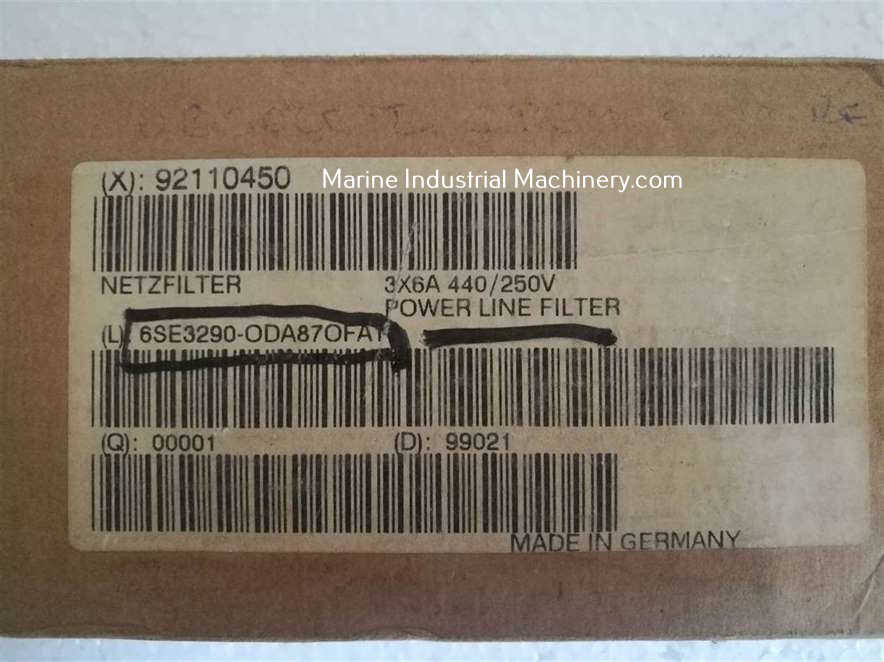 (X): 92110450
Marine Industrial Machinery.com
NETZFILTER 3X6A 440/250V
POWER LINE FILTER
(L): 6SE3290-0DA87OFA1
(Q): 00001 (D): 99021
MADE IN GERMANY